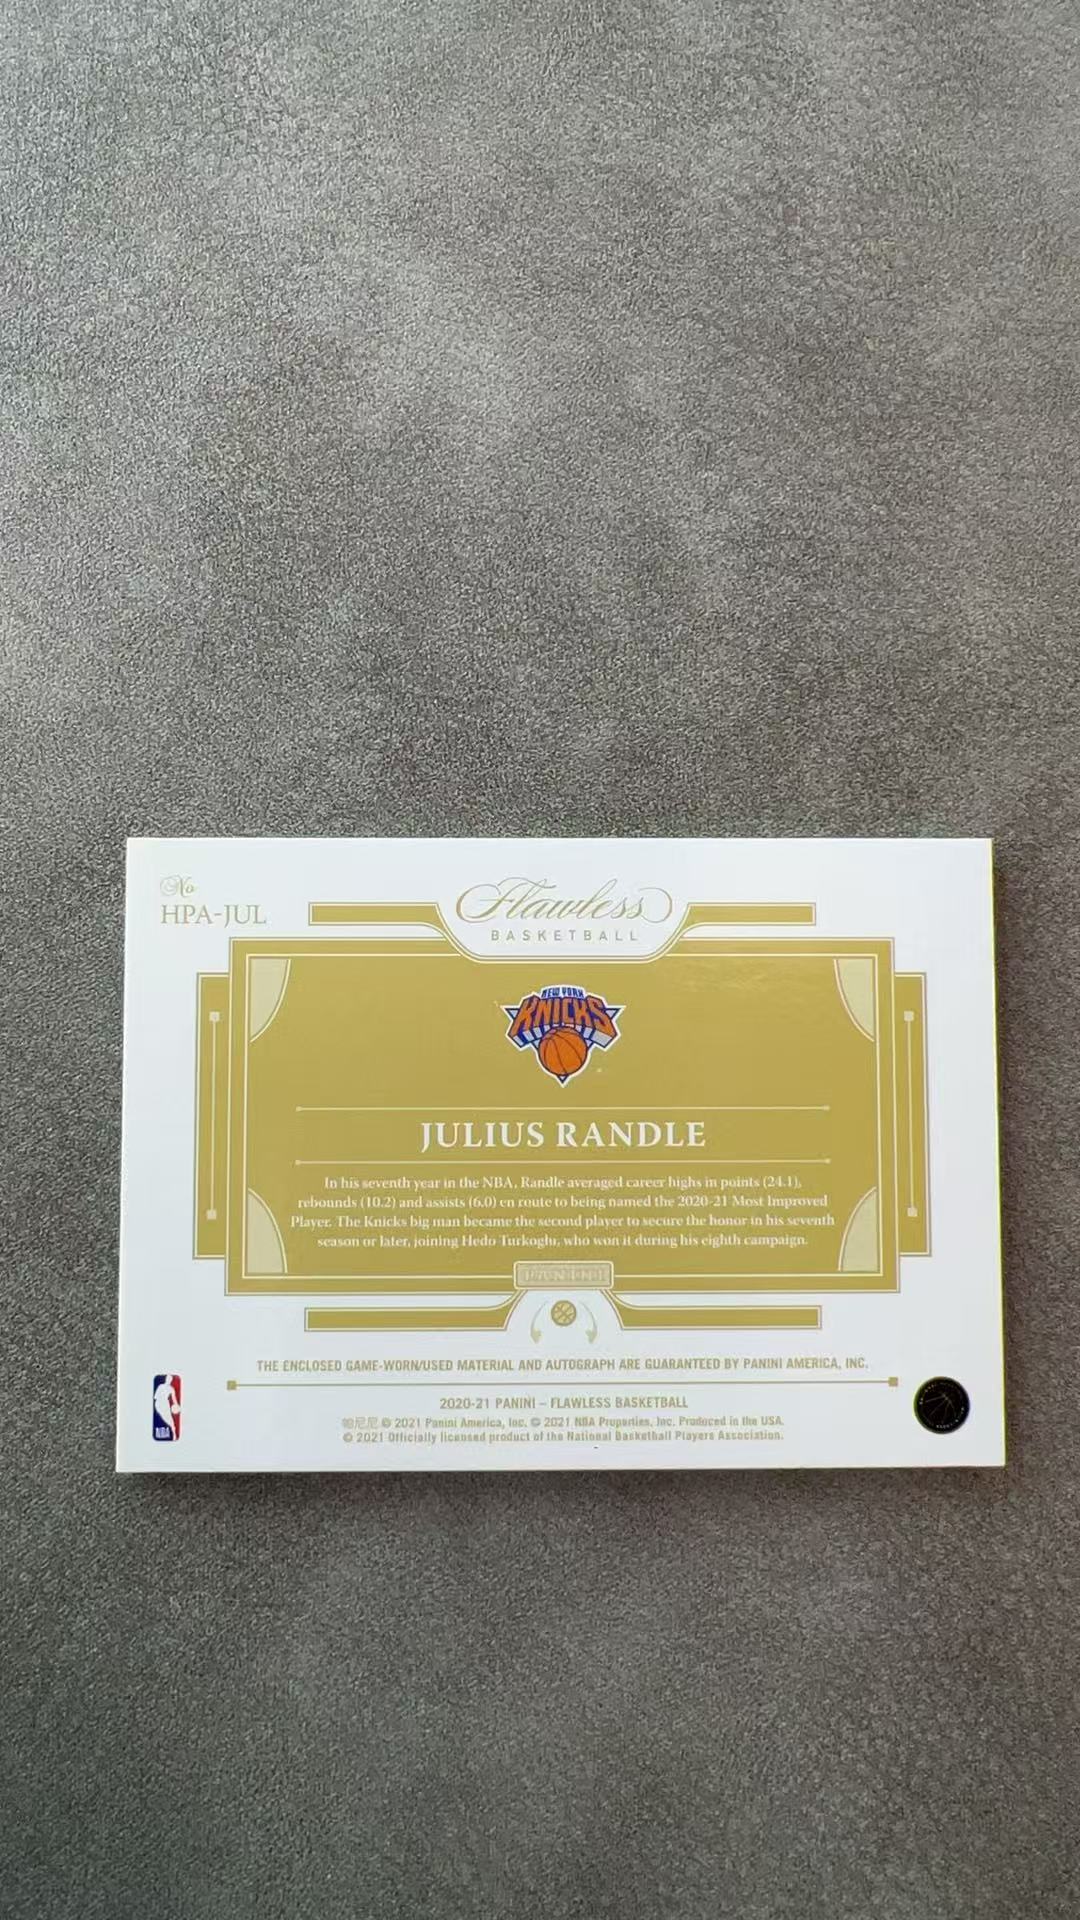 No
HPA-JUL
Flawless
BASKETBALL
NEW YORK
KNICKS
JULIUS RANDLE
In his seventh year in the NBA, Randle averaged career highs in points (24.1),
rebounds (10.2) and assists (6.0) en route to being named the 2020-21 Most Improved
Player. The Knicks big man became the second player to secure the honor in his seventh
season or later, joining Hedo Turkoglu, who won it during his eighth campaign.
PANINI
THE ENCLOSED GAME-WORN/USED MATERIAL AND AUTOGRAPH ARE GUARANTEED BY PANINI AMERICA, INC.
2020-21 PANINI – FLAWLESS BASKETBALL
帕尼尼 © 2021 Panini America, Inc. © 2021 NBA Properties, Inc. Produced in the USA.
© 2021 Officially licensed product of the National Basketball Players Association.
NBA